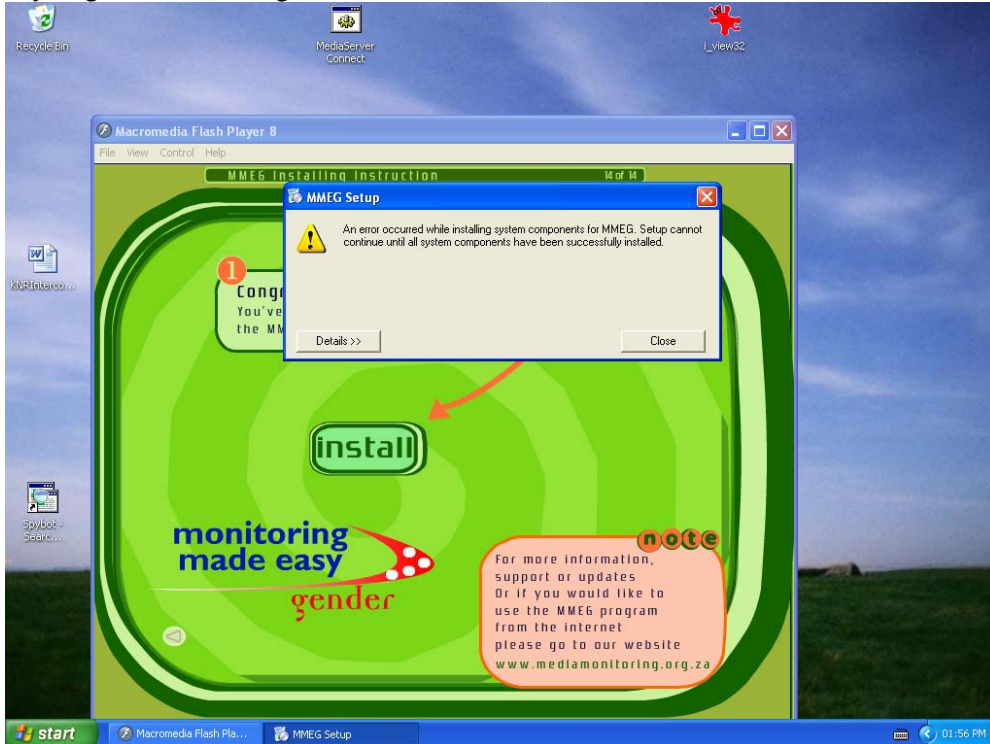 Recycle Bin
MediaServer
Connect
i_view32
Macromedia Flash Player 8
File View Control Help
MMEG Installing Instruction
14 of 14
MMEG Setup
An error occurred while installing system components for MMEG. Setup cannot
continue until all system components have been successfully installed.
Details >>
Close
KNRInterco...
1
Congr
You've
the MM
install
Spybot -
Searc...
monitoring
made easy
gender
note
For more information,
support or updates
Or if you would like to
use the MMEG program
from the internet
please go to our website
www.mediamonitoring.org.za
start
Macromedia Flash Pla...
MMEG Setup
01:56 PM